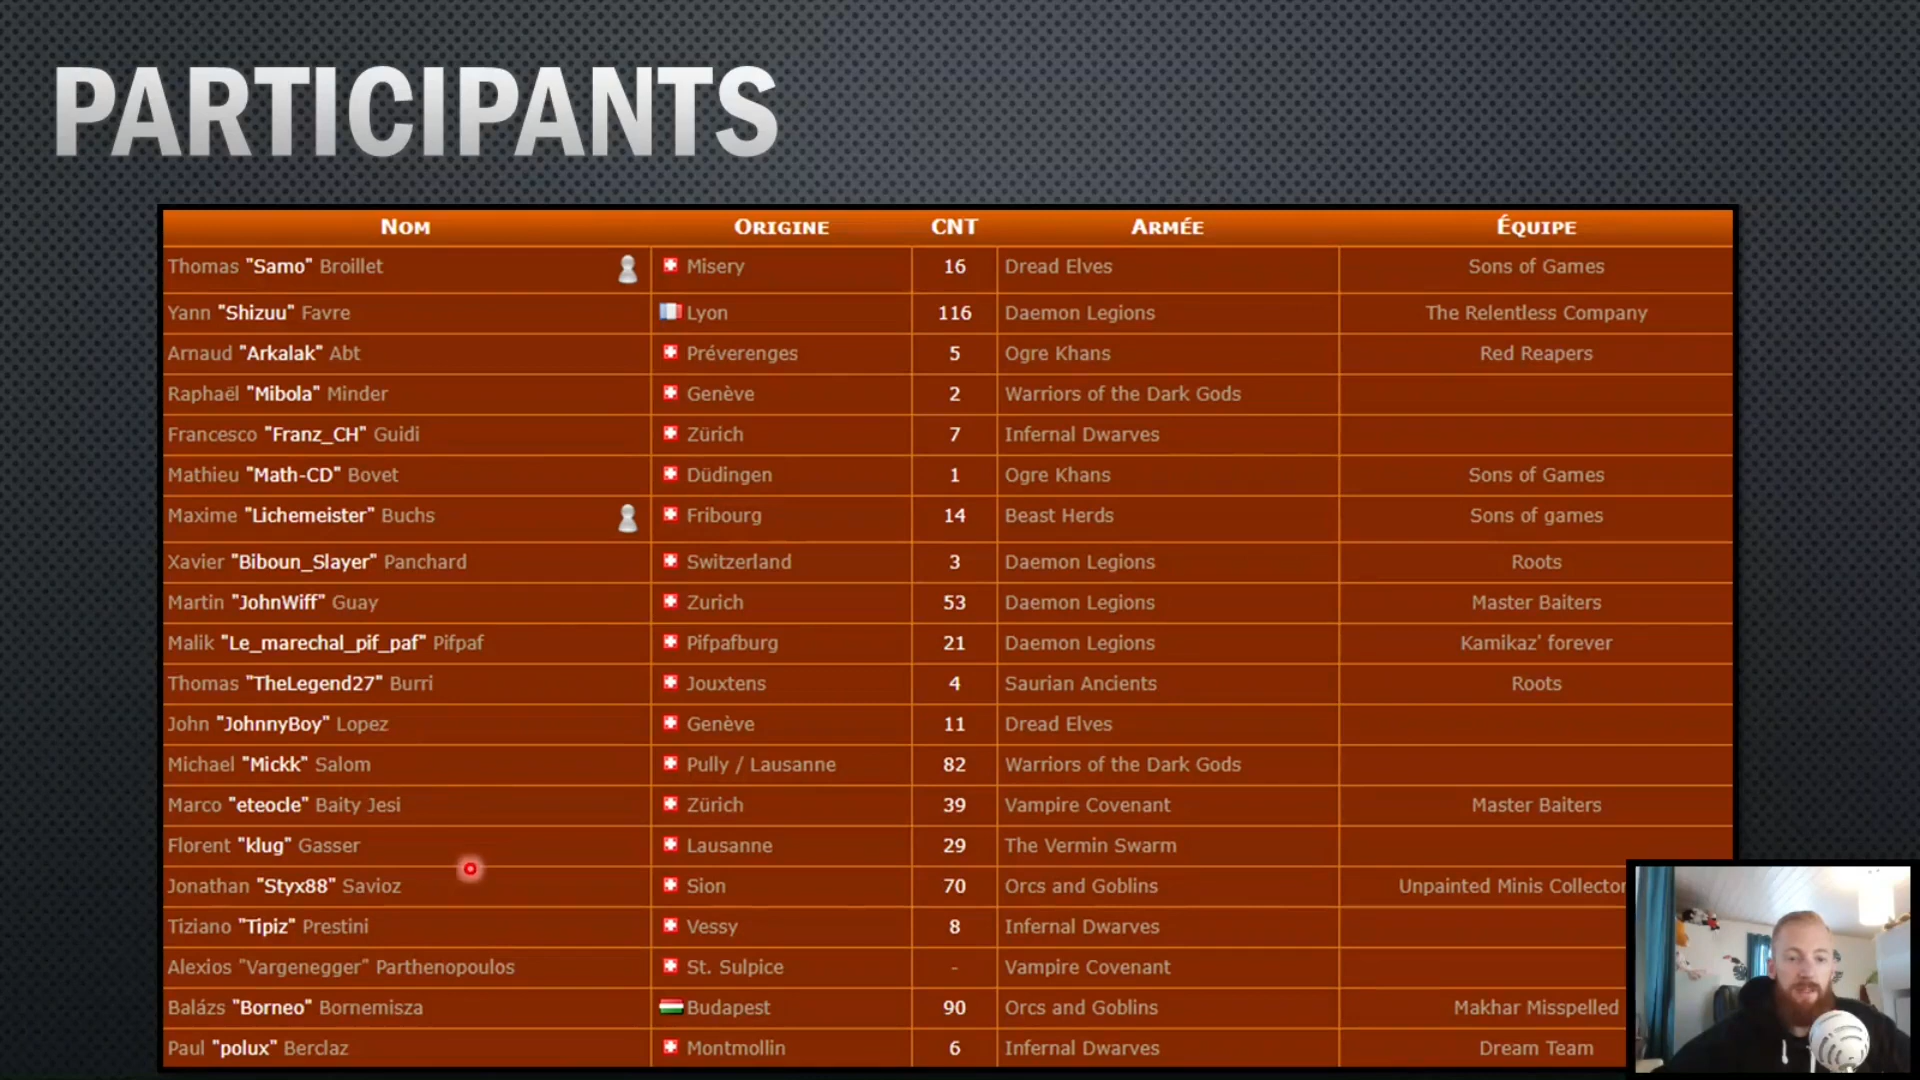 PARTICIPANTS
Nom Origine CNT Armée Équipe
Thomas "Samo" Broillet Misery 16 Dread Elves Sons of Games
Yann "Shizuu" Favre Lyon 116 Daemon Legions The Relentless Company
Arnaud "Arkalak" Abt Préverenges 5 Ogre Khans Red Reapers
Raphaël "Mibola" Minder Genève 2 Warriors of the Dark Gods
Francesco "Franz_CH" Guidi Zürich 7 Infernal Dwarves
Mathieu "Math-CD" Bovet Düdingen 1 Ogre Khans Sons of Games
Maxime "Lichemeister" Buchs Fribourg 14 Beast Herds Sons of games
Xavier "Biboun_Slayer" Panchard Switzerland 3 Daemon Legions Roots
Martin "JohnWiff" Guay Zurich 53 Daemon Legions Master Baiters
Malik "Le_marechal_pif_paf" Pifpaf Pifpafburg 21 Daemon Legions Kamikaz' forever
Thomas "TheLegend27" Burri Jouxtens 4 Saurian Ancients Roots
John "JohnnyBoy" Lopez Genève 11 Dread Elves
Michael "Mickk" Salom Pully / Lausanne 82 Warriors of the Dark Gods
Marco "eteocle" Baity Jesi Zürich 39 Vampire Covenant Master Baiters
Florent "klug" Gasser Lausanne 29 The Vermin Swarm
Jonathan "Styx88" Savioz Sion 70 Orcs and Goblins Unpainted Minis Collector
Tiziano "Tipiz" Prestini Vessy 8 Infernal Dwarves
Alexios "Vargenegger" Parthenopoulos St. Sulpice - Vampire Covenant
Balázs "Borneo" Bornemisza Budapest 90 Orcs and Goblins Makhar Misspelled
Paul "polux" Berclaz Montmollin 6 Infernal Dwarves Dream Team